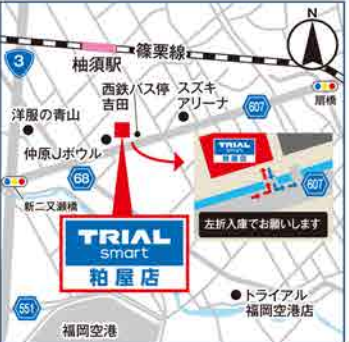 N
3
篠栗線
柚須駅
西鉄バス停
吉田
スズキ
アリーナ
607
扇橋
洋服の青山
仲原Jボウル
68
新二又瀬橋
TRIAL
smart
607
左折入庫でお願いします
TRIAL
smart
粕屋店
トライアル
福岡空港店
551
福岡空港